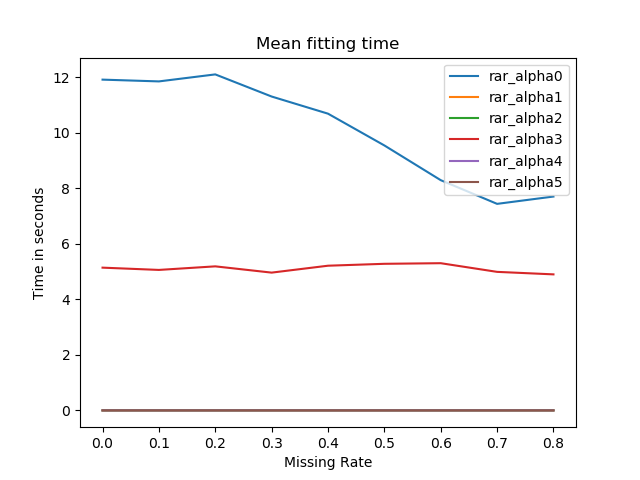 Mean fitting time
rar_alpha0
rar_alpha1
rar_alpha2
rar_alpha3
rar_alpha4
rar_alpha5
Time in seconds
12
10
8
6
4
2
0
0.0 0.1 0.2 0.3 0.4 0.5 0.6 0.7 0.8
Missing Rate